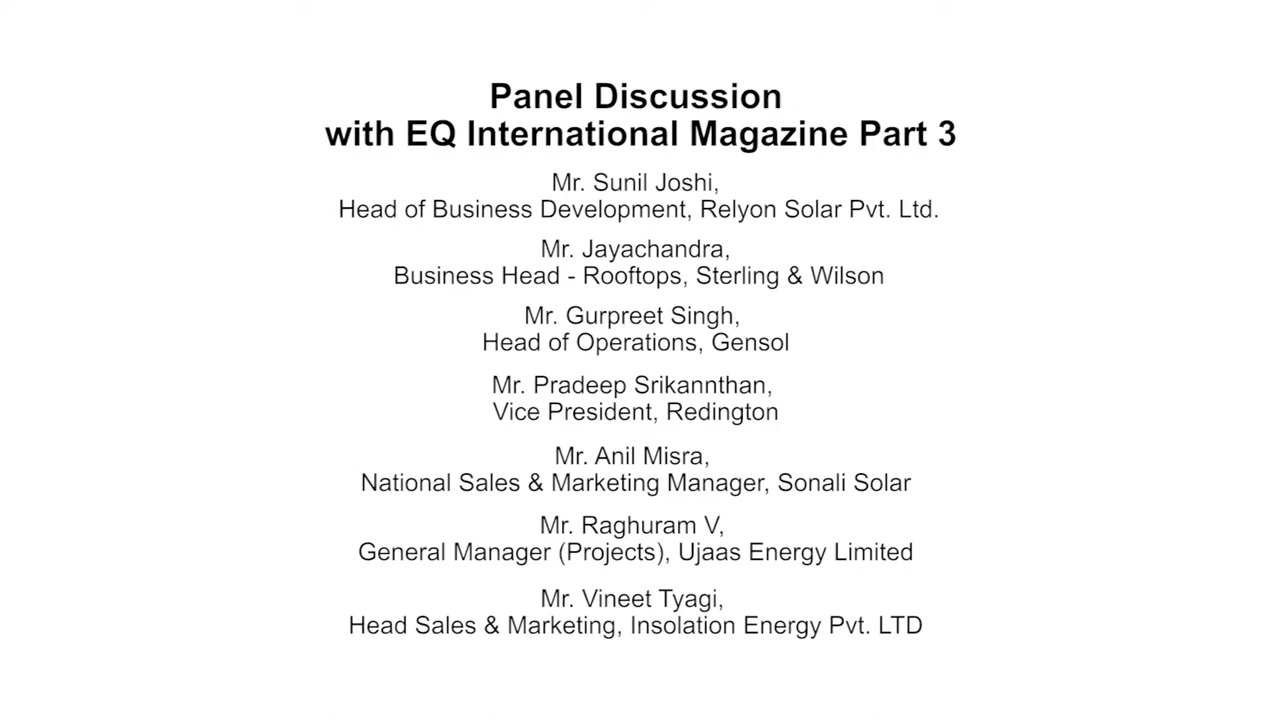 Panel Discussion
with EQ International Magazine Part 3
Mr. Sunil Joshi,
Head of Business Development, Relyon Solar Pvt. Ltd.
Mr. Jayachandra,
Business Head - Rooftops, Sterling & Wilson
Mr. Gurpreet Singh,
Head of Operations, Gensol
Mr. Pradeep Srikannthan,
Vice President, Redington
Mr. Anil Misra,
National Sales & Marketing Manager, Sonali Solar
Mr. Raghuram V,
General Manager (Projects), Ujaas Energy Limited
Mr. Vineet Tyagi,
Head Sales & Marketing, Insolation Energy Pvt. LTD